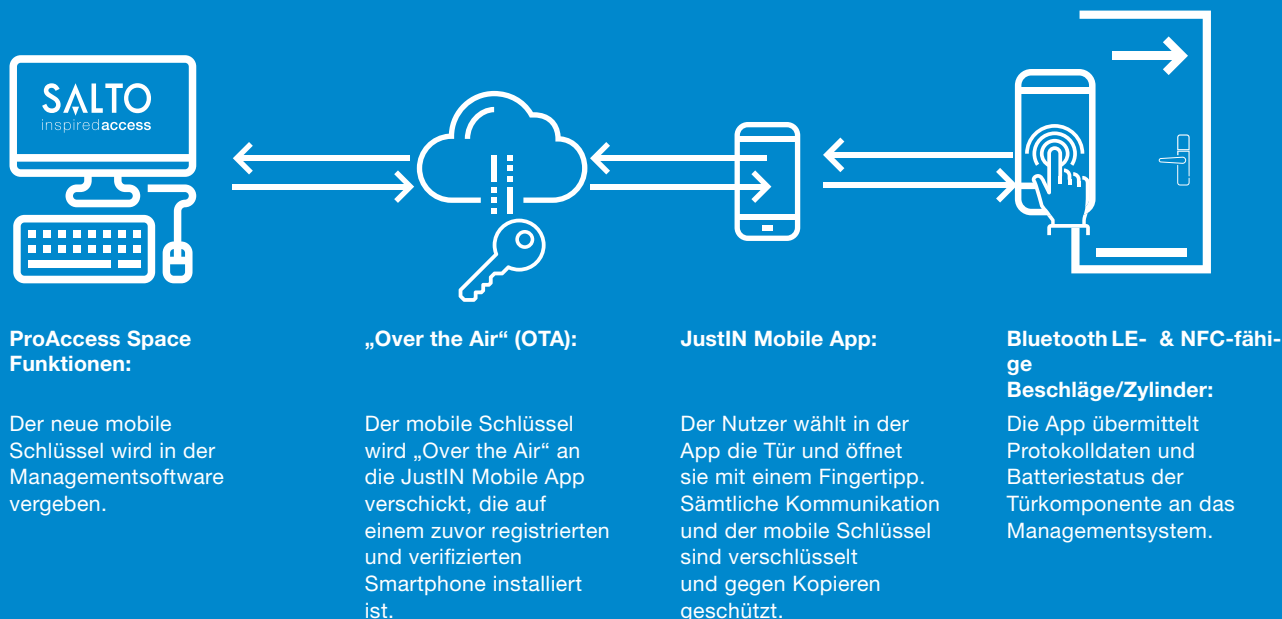 SALTO
inspiredaccess
ProAccess Space
Funktionen:
Der neue mobile
Schlüssel wird in der
Managementsoftware
vergeben.
„Over the Air“ (OTA):
Der mobile Schlüssel
wird „Over the Air“ an
die JustIN Mobile App
verschickt, die auf
einem zuvor registrierten
und verifizierten
Smartphone installiert
ist.
JustIN Mobile App:
Der Nutzer wählt in der
App die Tür und öffnet
sie mit einem Fingertipp.
Sämtliche Kommunikation
und der mobile Schlüssel
sind verschlüsselt
und gegen Kopieren
geschützt.
Bluetooth LE- & NFC-fähi-
ge
Beschläge/Zylinder:
Die App übermittelt
Protokolldaten und
Batteriestatus der
Türkomponente an das
Managementsystem.